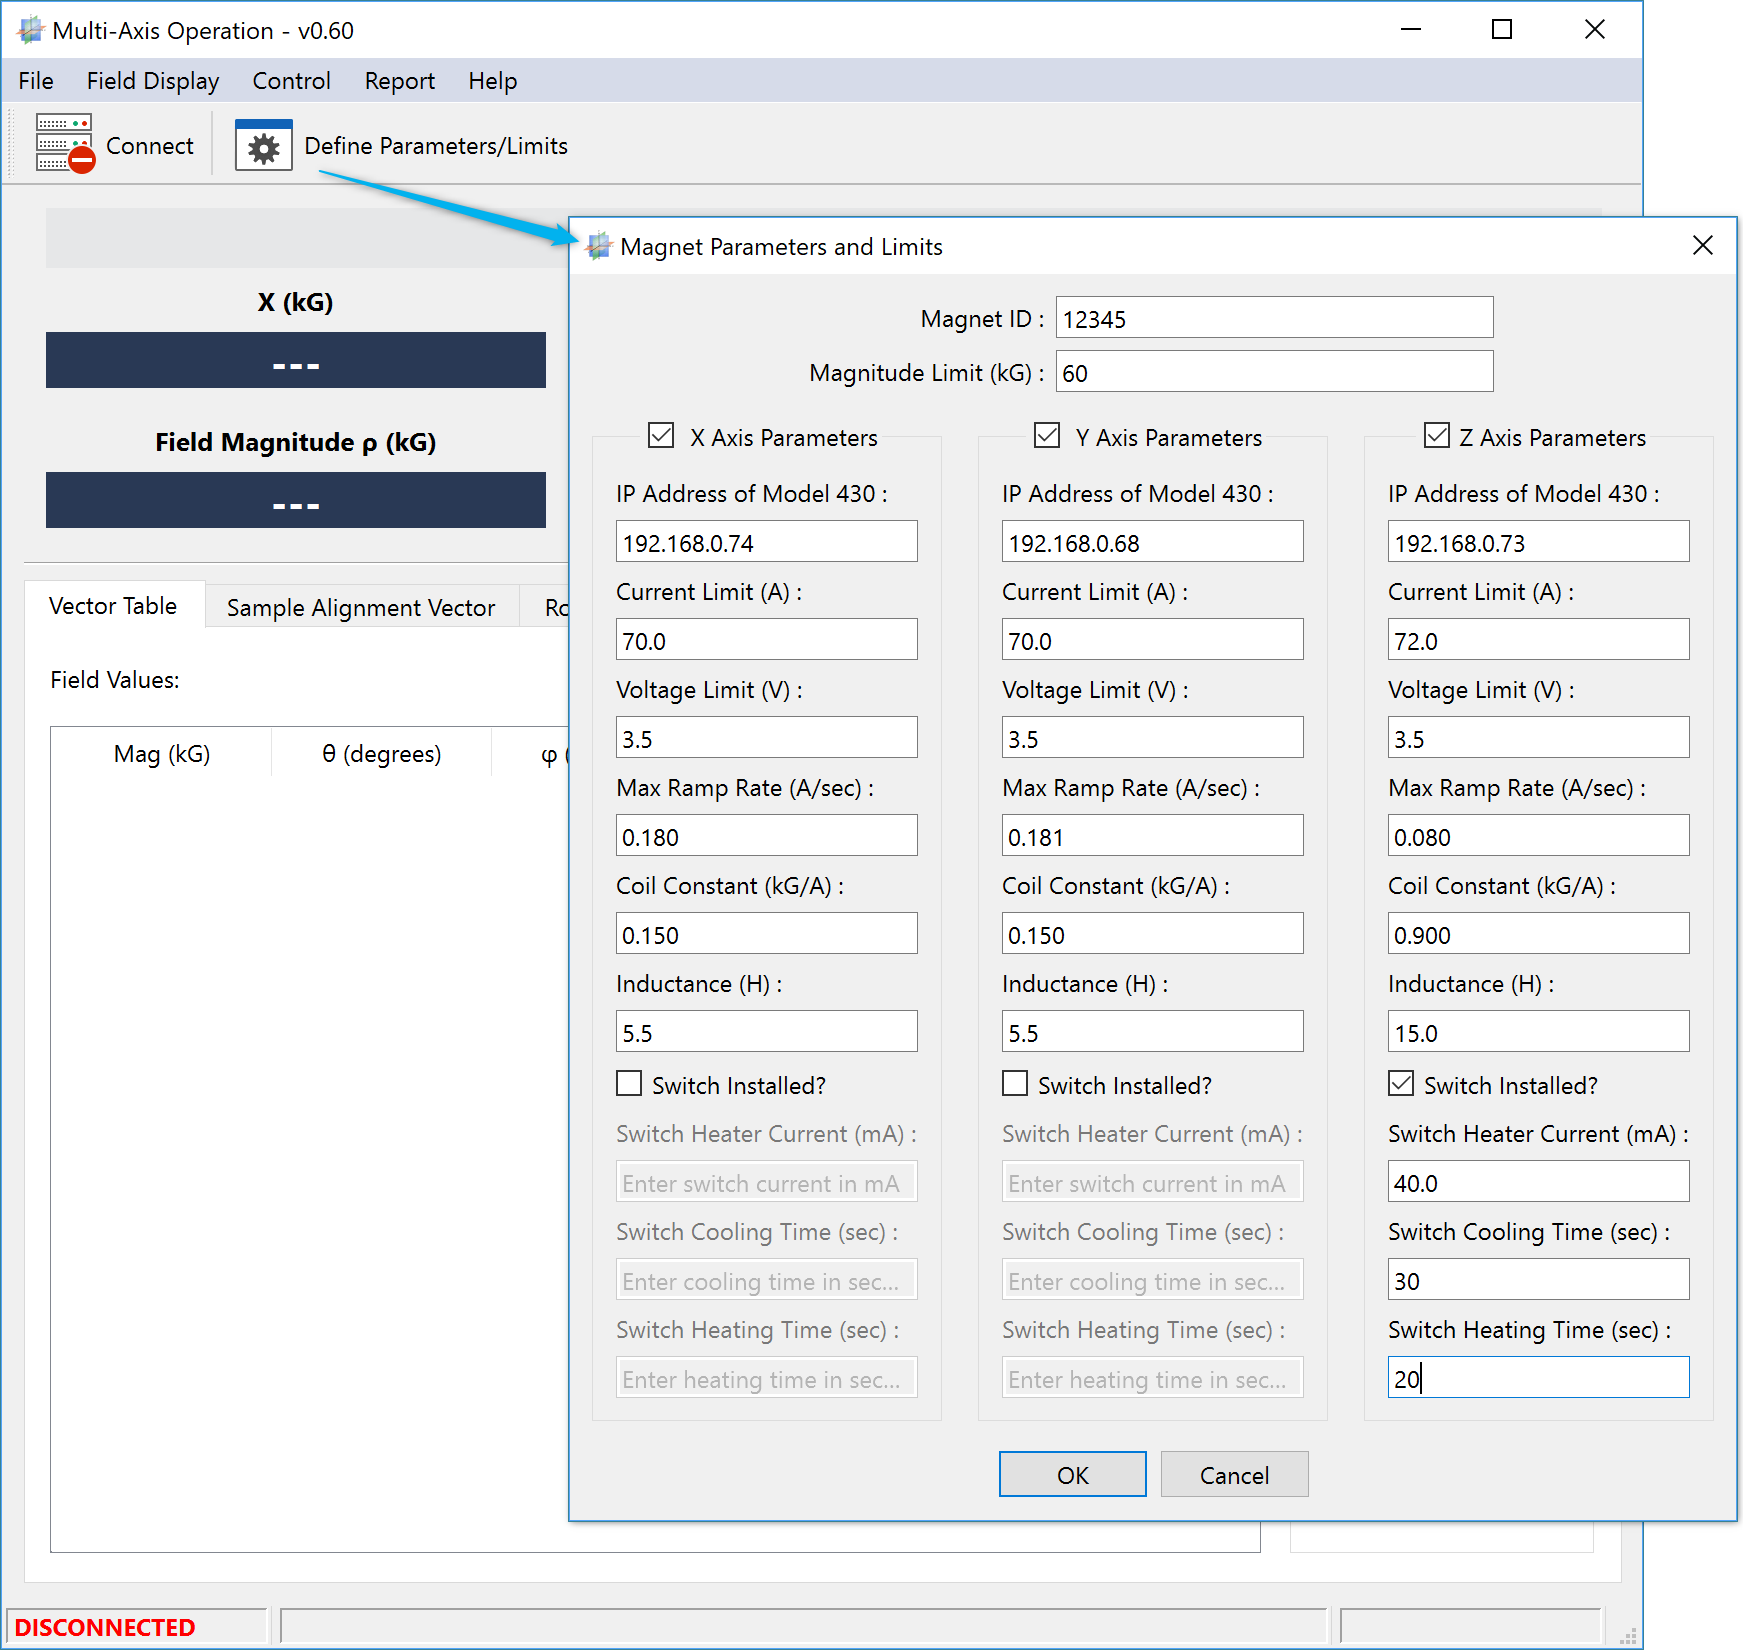 Multi-Axis Operation - v0.60
File Field Display Control Report Help
Connect Define Parameters/Limits
X (kG)
---
Field Magnitude ρ (kG)
---
Vector Table Sample Alignment Vector
Field Values:
Mag (kG) θ (degrees) φ (
Magnet Parameters and Limits
Magnet ID : 12345
Magnitude Limit (kG) : 60
X Axis Parameters
IP Address of Model 430 :
192.168.0.74
Current Limit (A) :
70.0
Voltage Limit (V) :
3.5
Max Ramp Rate (A/sec) :
0.180
Coil Constant (kG/A) :
0.150
Inductance (H) :
5.5
Switch Installed?
Switch Heater Current (mA) :
Enter switch current in mA
Switch Cooling Time (sec) :
Enter cooling time in sec...
Switch Heating Time (sec) :
Enter heating time in sec...
Y Axis Parameters
IP Address of Model 430 :
192.168.0.68
Current Limit (A) :
70.0
Voltage Limit (V) :
3.5
Max Ramp Rate (A/sec) :
0.181
Coil Constant (kG/A) :
0.150
Inductance (H) :
5.5
Switch Installed?
Switch Heater Current (mA) :
Enter switch current in mA
Switch Cooling Time (sec) :
Enter cooling time in sec...
Switch Heating Time (sec) :
Enter heating time in sec...
Z Axis Parameters
IP Address of Model 430 :
192.168.0.73
Current Limit (A) :
72.0
Voltage Limit (V) :
3.5
Max Ramp Rate (A/sec) :
0.080
Coil Constant (kG/A) :
0.900
Inductance (H) :
15.0
Switch Installed?
Switch Heater Current (mA) :
40.0
Switch Cooling Time (sec) :
30
Switch Heating Time (sec) :
20
OK Cancel
DISCONNECTED